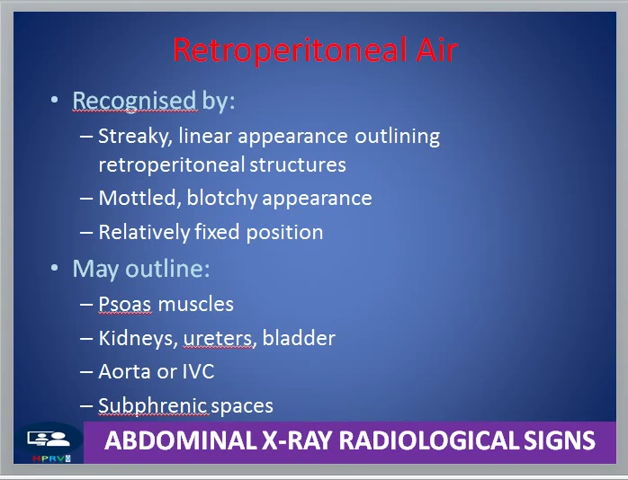 Retroperitoneal Air
• Recognised by:
– Streaky, linear appearance outlining
retroperitoneal structures
– Mottled, blotchy appearance
– Relatively fixed position
• May outline:
– Psoas muscles
– Kidneys, ureters, bladder
– Aorta or IVC
– Subphrenic spaces
ABDOMINAL X-RAY RADIOLOGICAL SIGNS